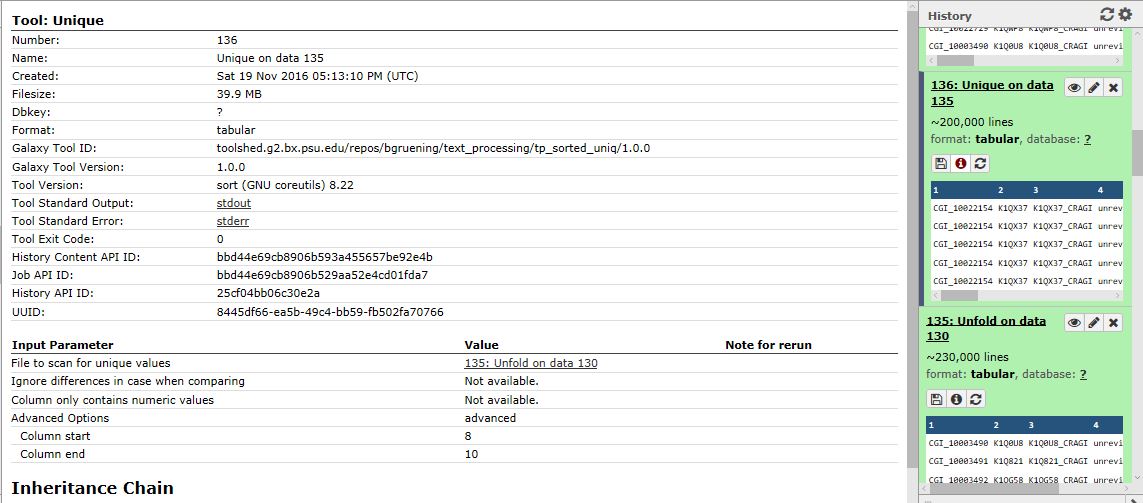 Tool: Unique
Number: 136
Name: Unique on data 135
Created: Sat 19 Nov 2016 05:13:10 PM (UTC)
Filesize: 39.9 MB
Dbkey: ?
Format: tabular
Galaxy Tool ID: toolshed.g2.bx.psu.edu/repos/bgruening/text_processing/tp_sorted_uniq/1.0.0
Galaxy Tool Version: 1.0.0
Tool Version: sort (GNU coreutils) 8.22
Tool Standard Output: stdout
Tool Standard Error: stderr
Tool Exit Code: 0
History Content API ID: bbd44e69cb8906b593a455657be92e4b
Job API ID: bbd44e69cb8906b529aa52e4cd01fda7
History API ID: 25cf04bb06c30e2a
UUID: 8445df66-ea5b-49c4-bb59-fb502fa70766
Input Parameter Value Note for rerun
File to scan for unique values 135: Unfold on data 130
Ignore differences in case when comparing Not available.
Column only contains numeric values Not available.
Advanced Options advanced
Column start 8
Column end 10
Inheritance Chain
History
CGI_10003490 K1Q0U8 K1Q0U8_CRAGI unrevi
136: Unique on data
135
~200,000 lines
format: tabular, database: ?
1 2 3 4
CGI_10022154 K1QX37 K1QX37_CRAGI unrev
CGI_10022154 K1QX37 K1QX37_CRAGI unrev
CGI_10022154 K1QX37 K1QX37_CRAGI unrev
CGI_10022154 K1QX37 K1QX37_CRAGI unrev
CGI_10022154 K1QX37 K1QX37_CRAGI unrev
135: Unfold on data
130
~230,000 lines
format: tabular, database: ?
1 2 3 4
CGI_10003490 K1Q0U8 K1Q0U8_CRAGI unrevi
CGI_10003491 K1Q821 K1Q821_CRAGI unrevi
CGI_10003492 K1QG58 K1QG58_CRAGI unrevi